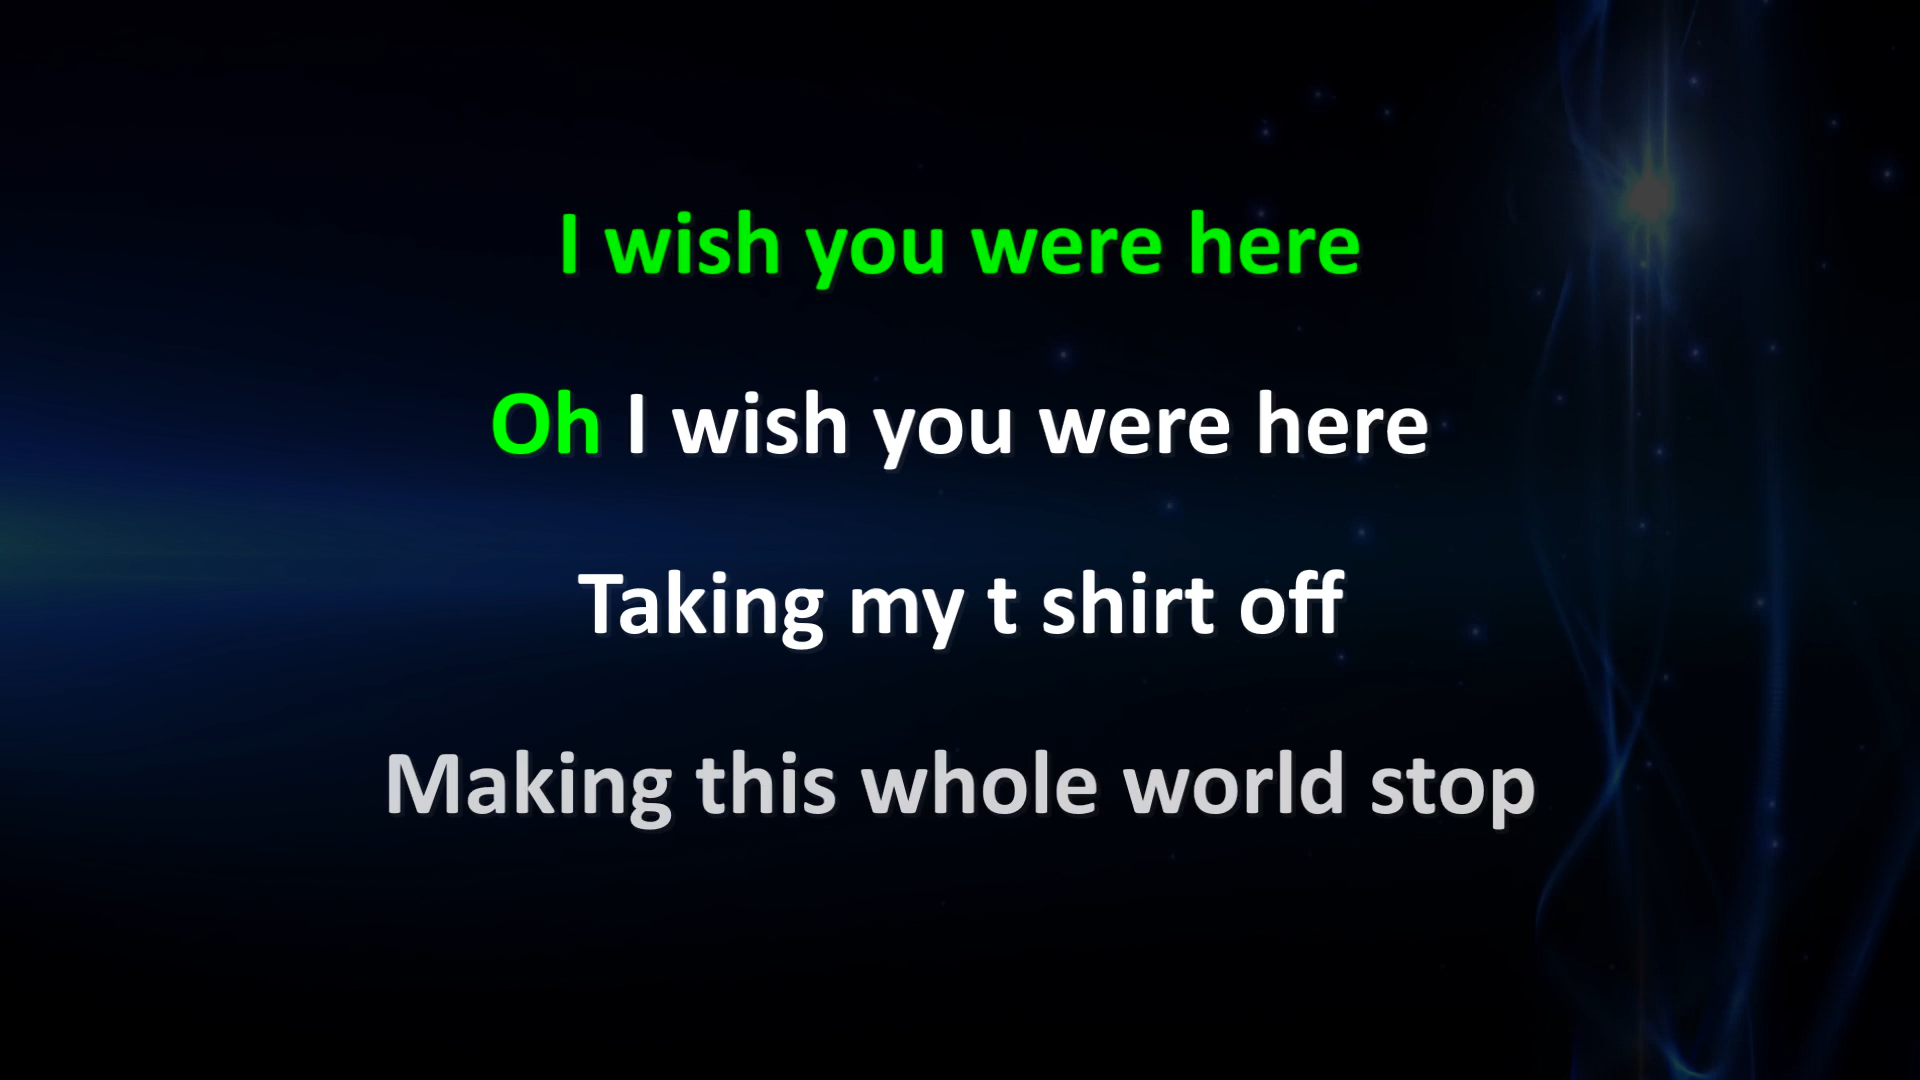 I wish you were here
Oh I wish you were here
Taking my t shirt off
Making this whole world stop